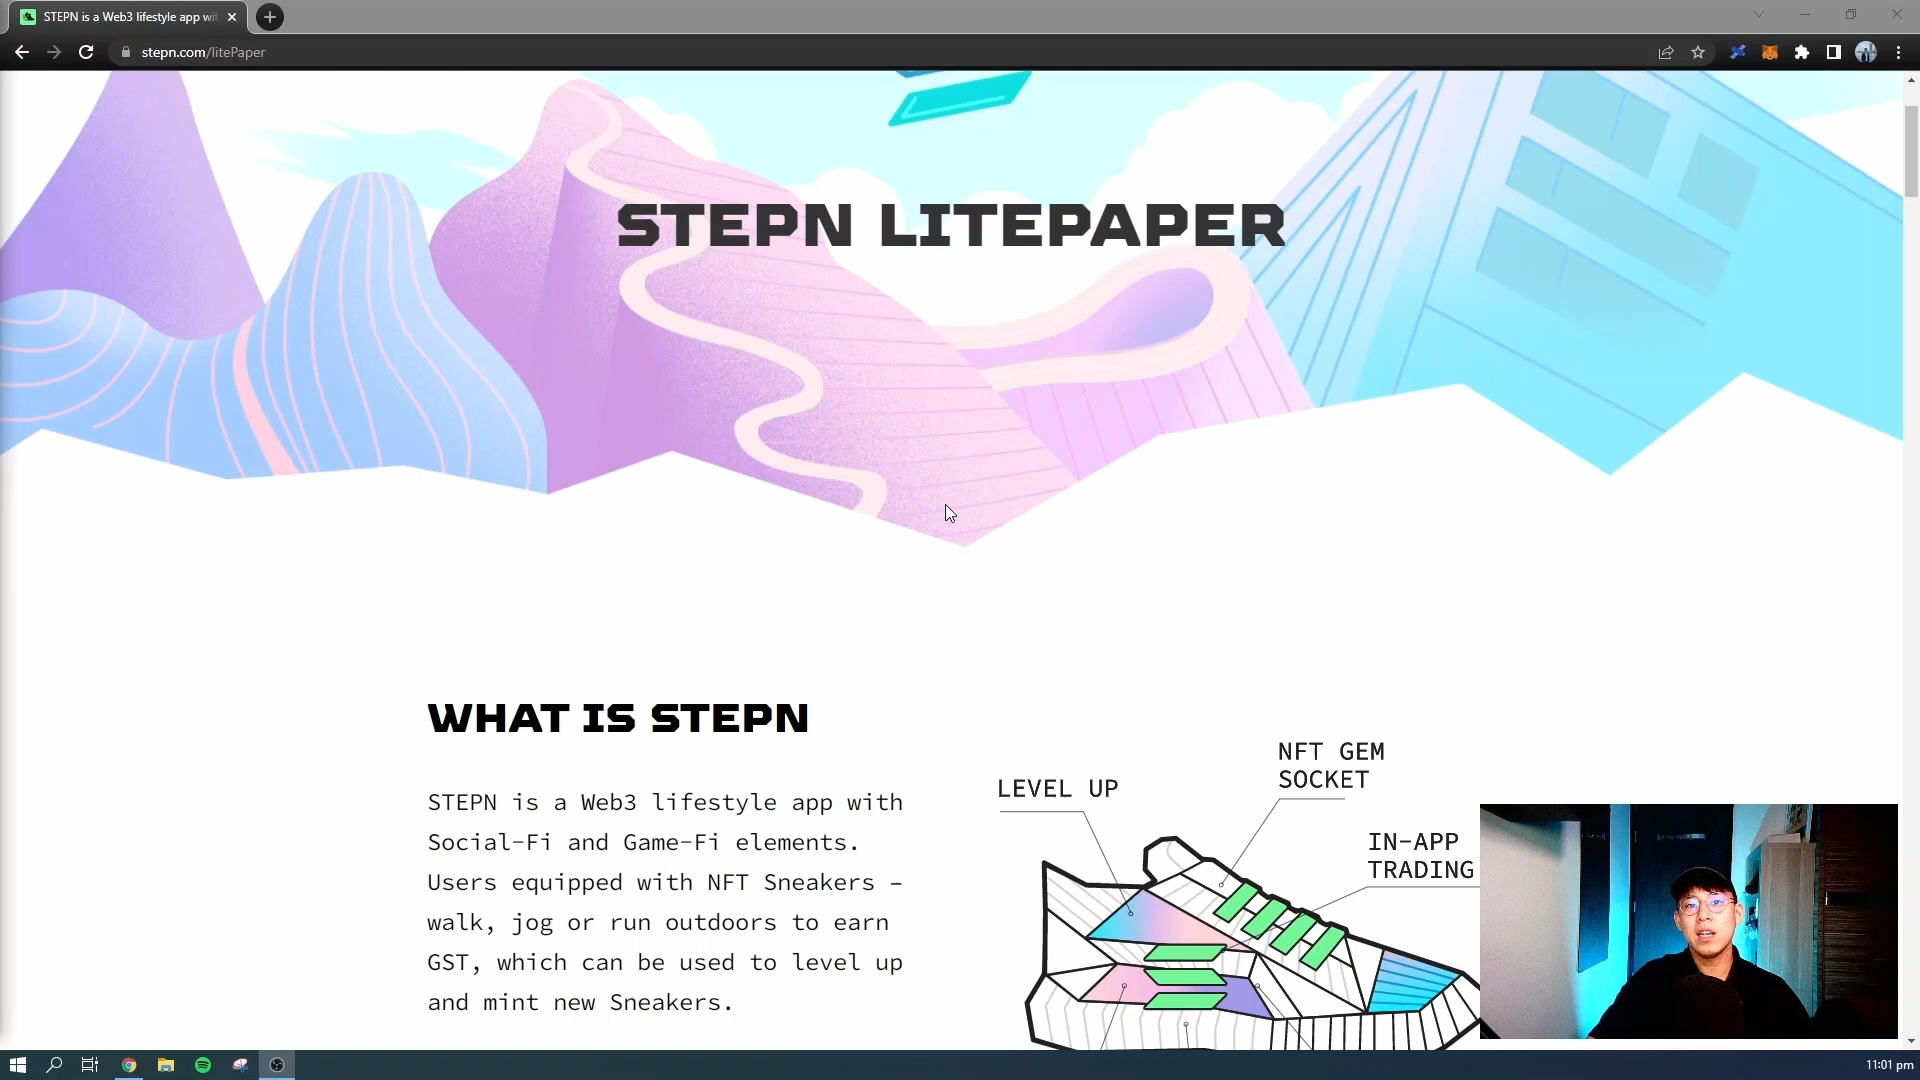 STEPN is a Web3 lifestyle app wit
stepn.com/litePaper
STEPN LITEPAPER
WHAT IS STEPN
STEPN is a Web3 lifestyle app with
Social-Fi and Game-Fi elements.
Users equipped with NFT Sneakers –
walk, jog or run outdoors to earn
GST, which can be used to level up
and mint new Sneakers.
LEVEL UP
NFT GEM
SOCKET
IN-APP
TRADING
11:01 pm